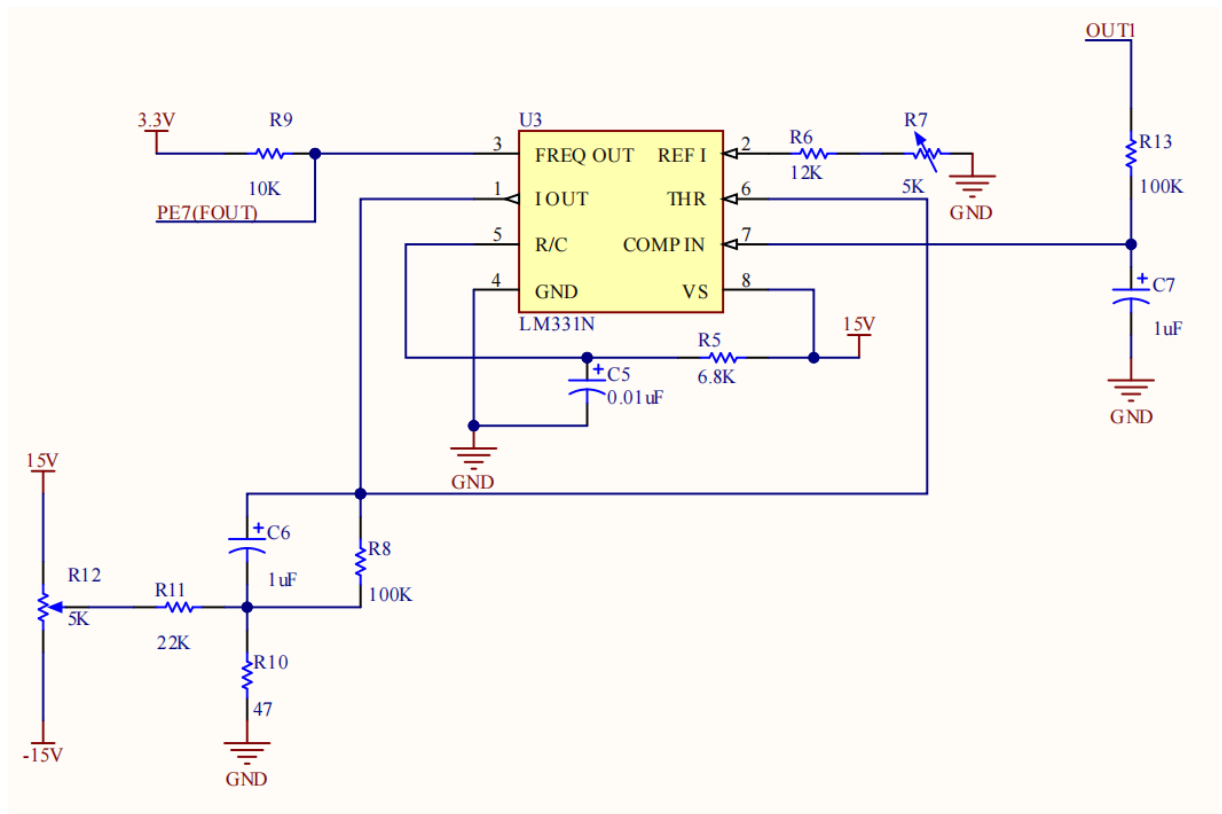 OUT1
3.3V
R9
10K
PE7(FOUT)
U3
3
FREQ OUT
REF I
2
1
I OUT
THR
6
5
R/C
COMP IN
7
4
GND
VS
8
LM331N
R6
12K
R7
5K
GND
R13
100K
C7
1uF
GND
R5
6.8K
15V
C5
0.01uF
GND
15V
R12
5K
-15V
R11
22K
C6
1uF
R8
100K
R10
47
GND